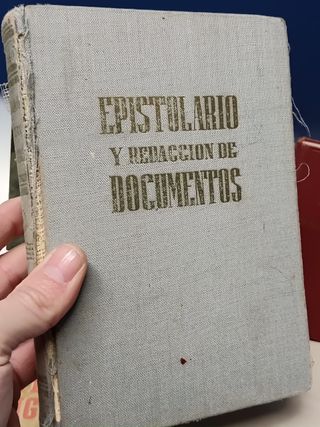 EPISTOLARIO
Y REDACCION DE
DOCUMENTOS